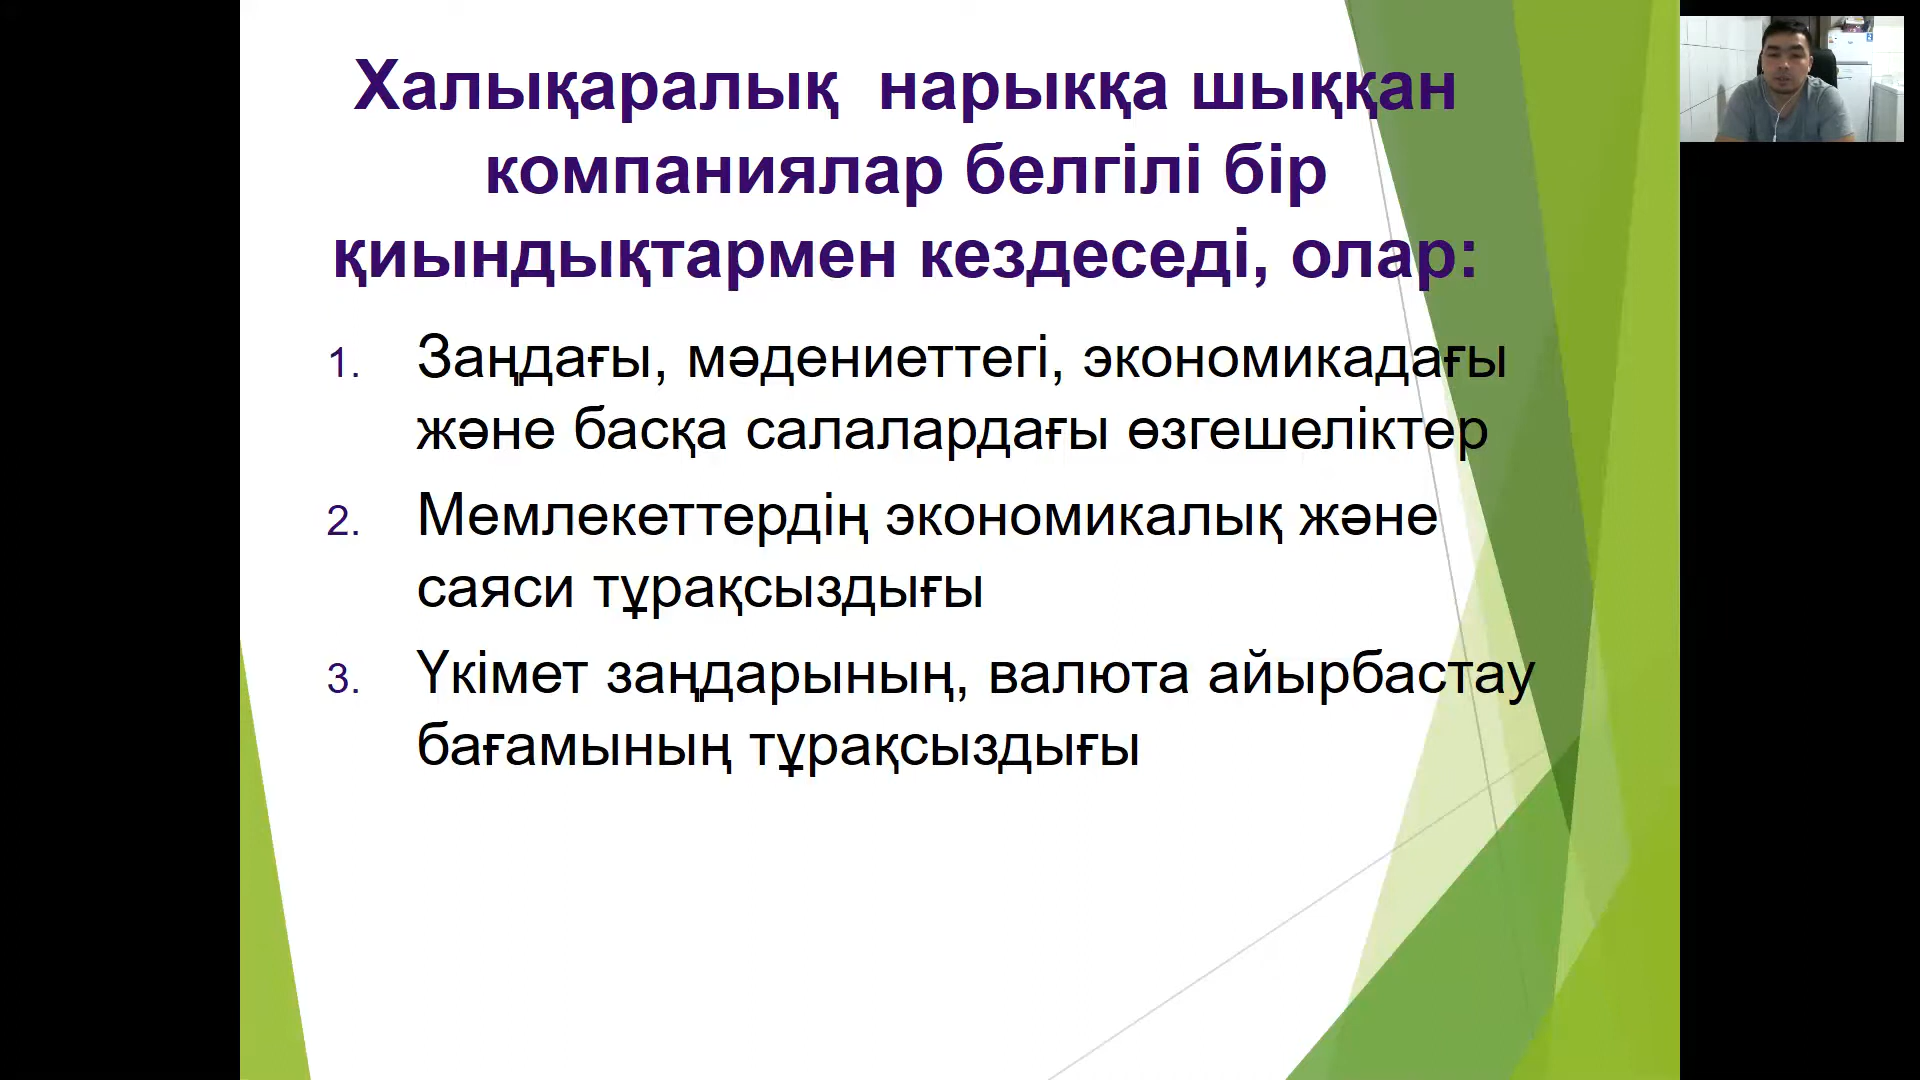 Халықаралық нарыкқа шыққан
компаниялар белгілі бір
қиындықтармен кездеседі, олар:
1. Заңдағы, мәдениеттегі, экономикадағы
және басқа салалардағы өзгешеліктер
2. Мемлекеттердің экономикалық және
саяси тұрақсыздығы
3. Үкімет заңдарының, валюта айырбастау
бағамының тұрақсыздығы